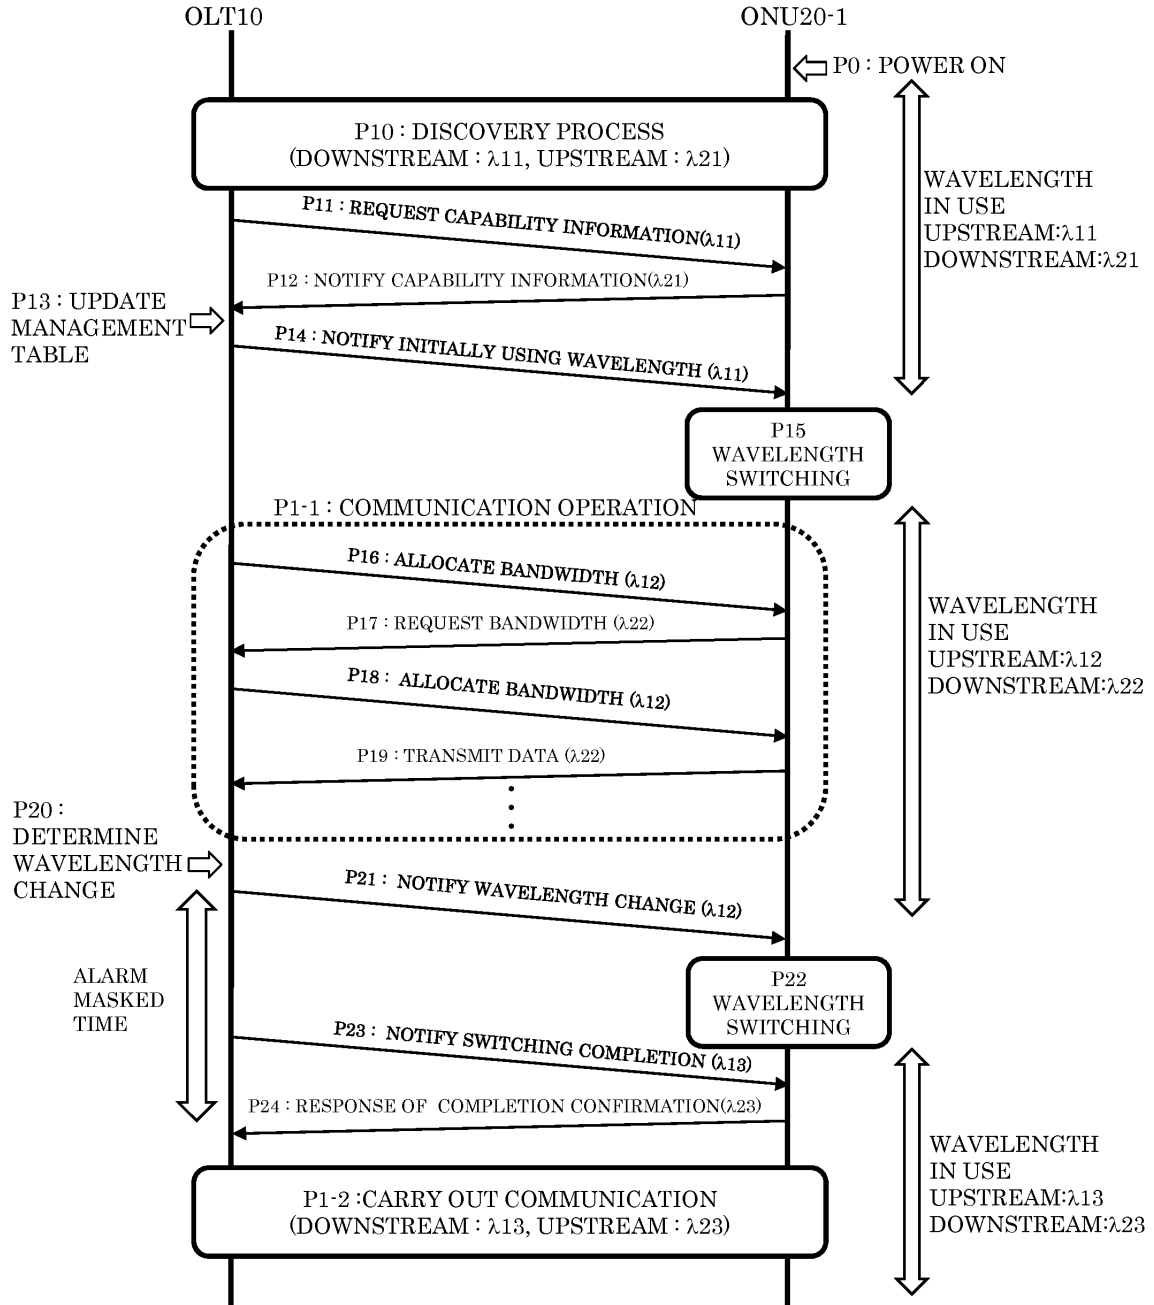 OLT10
ONU20-1
P0 : POWER ON
P10 : DISCOVERY PROCESS
(DOWNSTREAM : λ11, UPSTREAM : λ21)
WAVELENGTH
IN USE
UPSTREAM:λ11
DOWNSTREAM:λ21
P11 : REQUEST CAPABILITY INFORMATION(λ11)
P12 : NOTIFY CAPABILITY INFORMATION(λ21)
P13 : UPDATE
MANAGEMENT
TABLE
P14 : NOTIFY INITIALLY USING WAVELENGTH (λ11)
P15
WAVELENGTH
SWITCHING
P1-1 : COMMUNICATION OPERATION
P16 : ALLOCATE BANDWIDTH (λ12)
P17 : REQUEST BANDWIDTH (λ22)
P18 : ALLOCATE BANDWIDTH (λ12)
P19 : TRANSMIT DATA (λ22)
WAVELENGTH
IN USE
UPSTREAM:λ12
DOWNSTREAM:λ22
P20 :
DETERMINE
WAVELENGTH
CHANGE
P21 : NOTIFY WAVELENGTH CHANGE (λ12)
P22
WAVELENGTH
SWITCHING
ALARM
MASKED
TIME
P23 : NOTIFY SWITCHING COMPLETION (λ13)
P24 : RESPONSE OF COMPLETION CONFIRMATION(λ23)
WAVELENGTH
IN USE
UPSTREAM:λ13
DOWNSTREAM:λ23
P1-2 :CARRY OUT COMMUNICATION
(DOWNSTREAM : λ13, UPSTREAM : λ23)